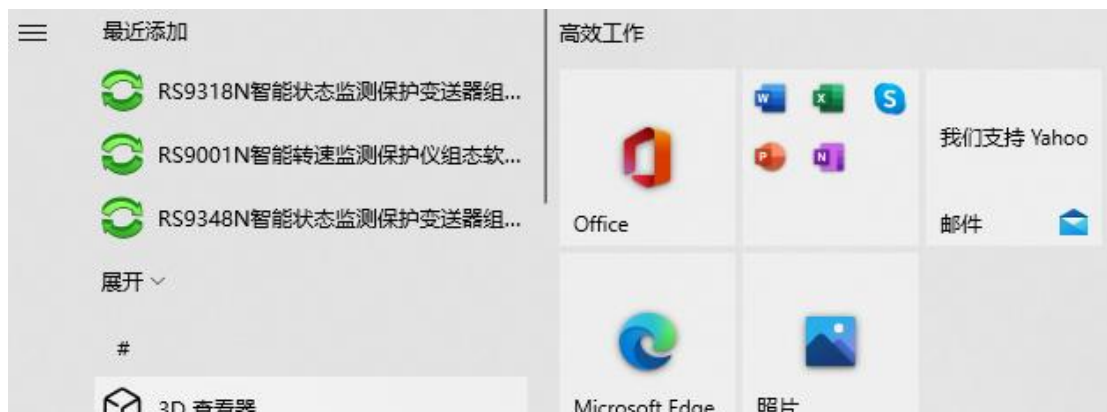 最近添加
RS9318N智能状态监测保护变送器组...
RS9001N智能转速监测保护仪组态软...
RS9348N智能状态监测保护变送器组...
展开
#
3D 查看器
高效工作
Office
我们支持 Yahoo
邮件
Microsoft Edge
照片